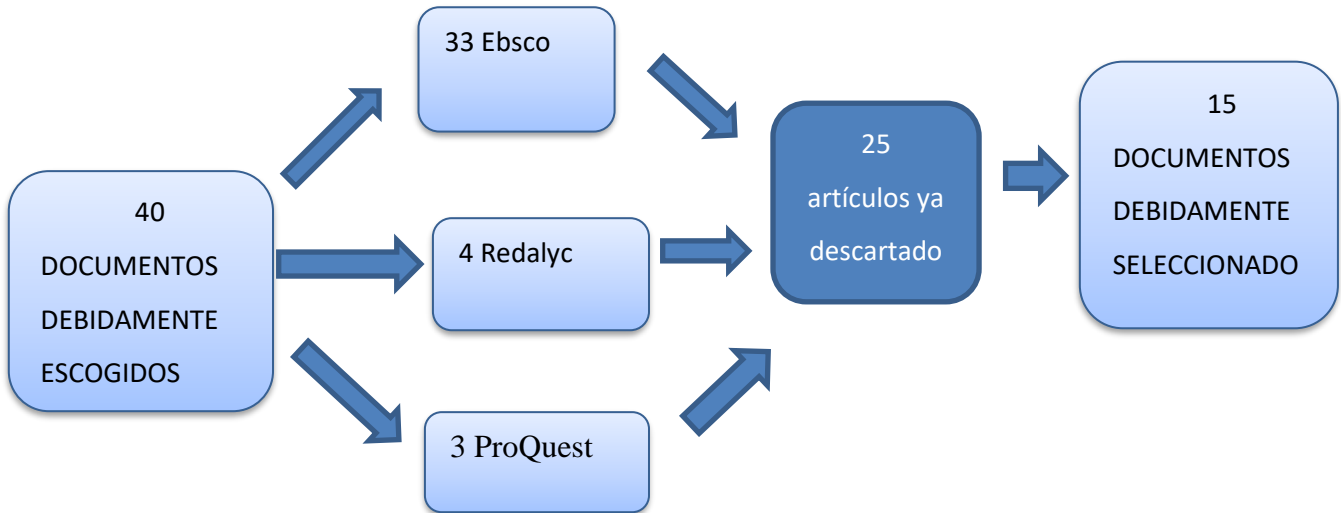 40
DOCUMENTOS
DEBIDAMENTE
ESCOGIDOS
33 Ebsco
4 Redalyc
3 ProQuest
25
artículos ya
descartado
15
DOCUMENTOS
DEBIDAMENTE
SELECCIONADO